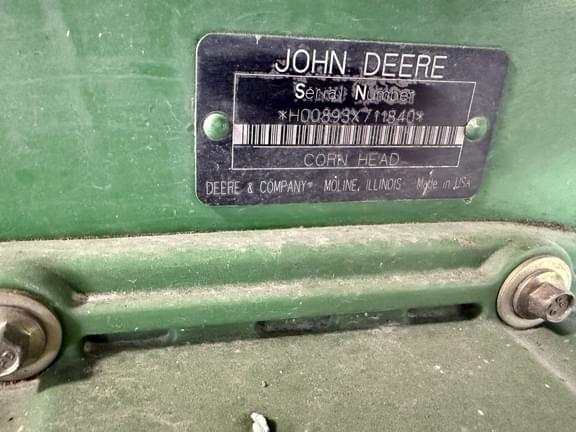 JOHN DEERE
Serial Number
*H00893X711840*
CORN HEAD
DEERE & COMPANY® MOLINE, ILLINOIS Made in USA